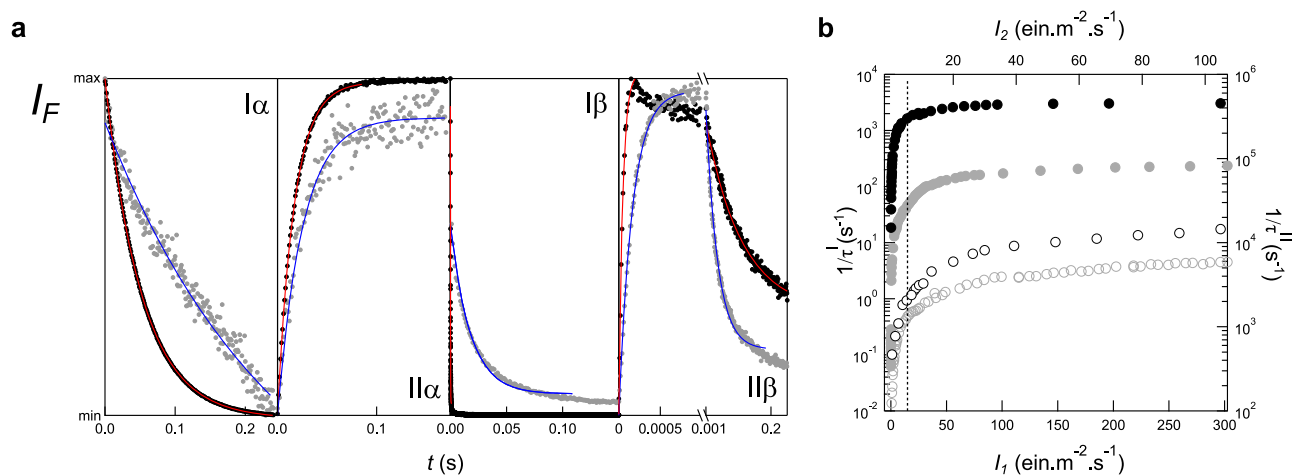 a
I_F
max
min
Iα
IIα
Iβ
IIβ
0.0 0.1 0.2 0.0 0.1 0.00 0.10 0 0.0005 0.001 0.2
t (s)
b
I_2 (ein.m^-2.s^-1)
20 40 60 80 100
10^4
10^3
10^2
10^1
10^0
10^-1
10^-2
1/τ^I (s^-1)
10^6
10^5
10^4
10^3
10^2
1/τ^II (s^-1)
0 50 100 150 200 250 300
I_1 (ein.m^-2.s^-1)